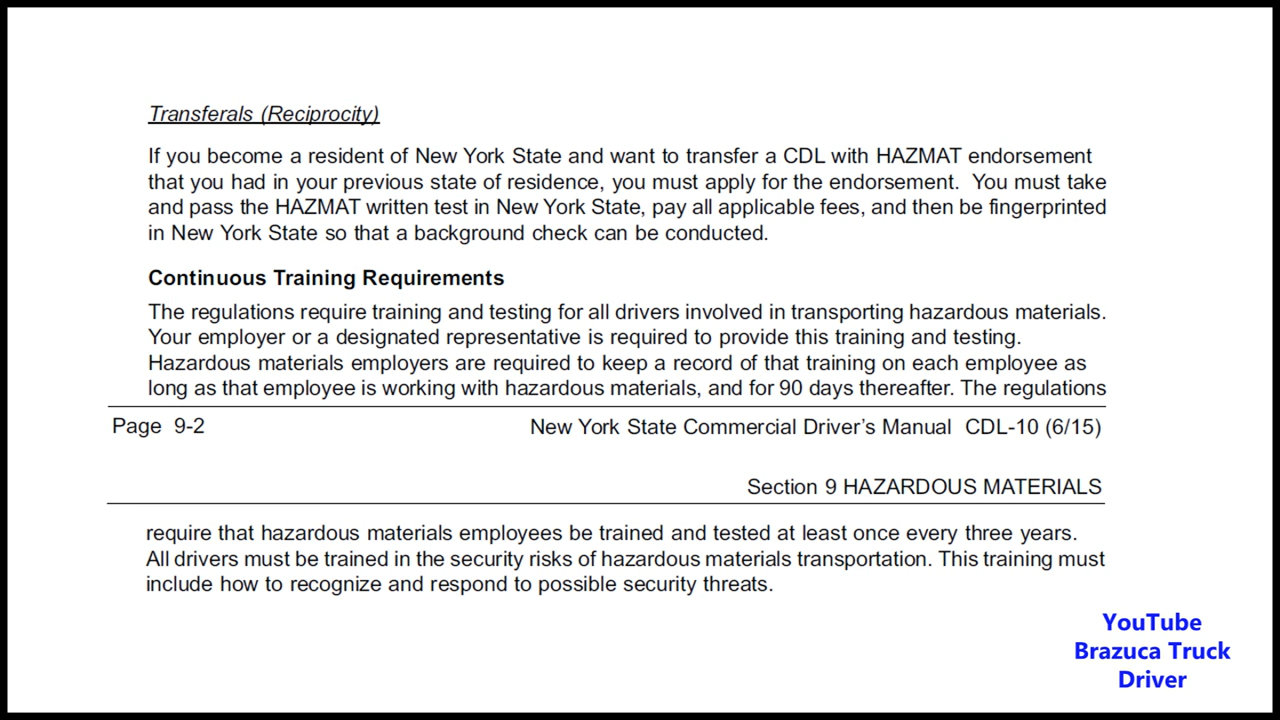 Transferals (Reciprocity)
If you become a resident of New York State and want to transfer a CDL with HAZMAT endorsement
that you had in your previous state of residence, you must apply for the endorsement.  You must take
and pass the HAZMAT written test in New York State, pay all applicable fees, and then be fingerprinted
in New York State so that a background check can be conducted.
Continuous Training Requirements
The regulations require training and testing for all drivers involved in transporting hazardous materials.
Your employer or a designated representative is required to provide this training and testing.
Hazardous materials employers are required to keep a record of that training on each employee as
long as that employee is working with hazardous materials, and for 90 days thereafter. The regulations
Page  9-2
New York State Commercial Driver’s Manual  CDL-10 (6/15)
Section 9 HAZARDOUS MATERIALS
require that hazardous materials employees be trained and tested at least once every three years.
All drivers must be trained in the security risks of hazardous materials transportation. This training must
include how to recognize and respond to possible security threats.
YouTube
Brazuca Truck
Driver